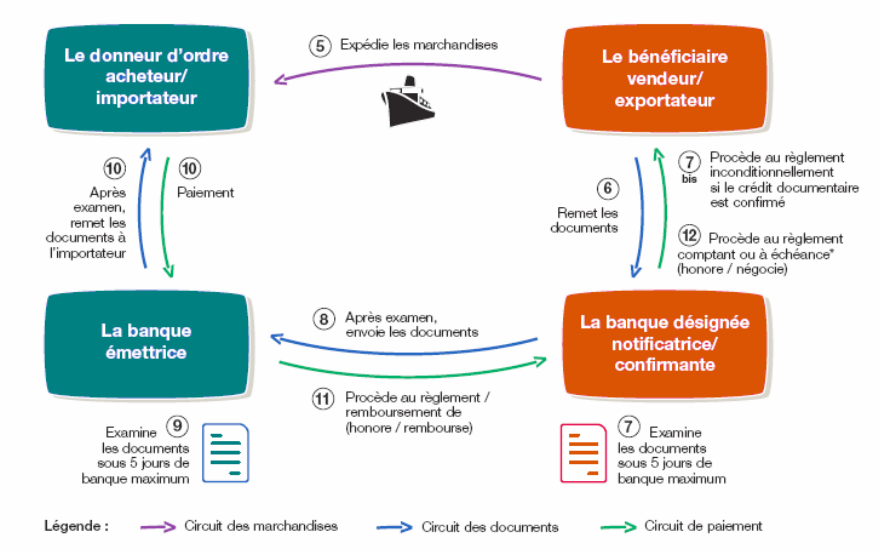 Le donneur d'ordre
acheteur/
importateur
5 Expédie les marchandises
Le bénéficiaire
vendeur/
exportateur
10
Après
examen,
remet les
documents à
l'importateur
10
Paiement
6
Remet les
documents
7 bis Procède au règlement
inconditionnellement
si le crédit documentaire
est confirmé
12 Procède au règlement
comptant ou à échéance*
(honore / négocie)
La banque
émettrice
8 Après examen,
envoie les documents
11 Procède au règlement /
remboursement de
(honore / rembourse)
La banque désignée
notificatrice/
confirmante
Examine 9
les documents
sous 5 jours de
banque maximum
7 Examine
les documents
sous 5 jours de
banque maximum
Légende : Circuit des marchandises Circuit des documents Circuit de paiement